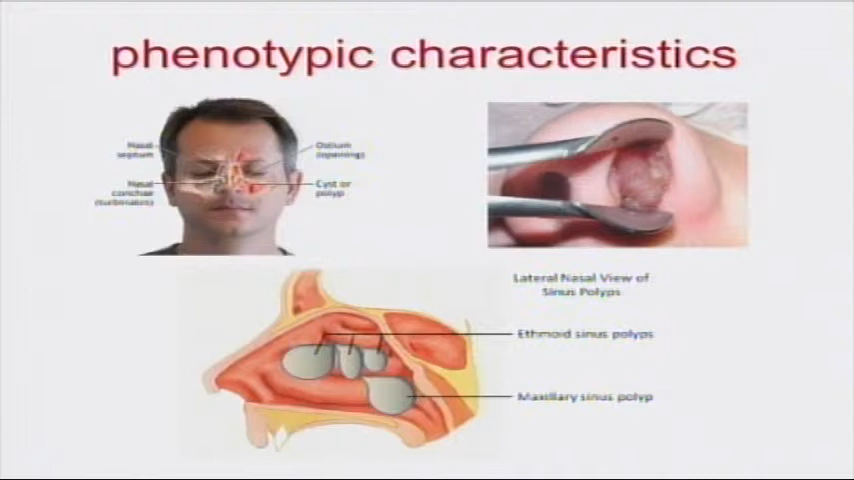 phenotypic characteristics
Nasal
septum
Ostium
(openings)
Nasal
conchae
(turbinates)
Cyst or
polyp
Lateral Nasal View of
Sinus Polyps
Ethmoid sinus polyps
Maxillary sinus polyp